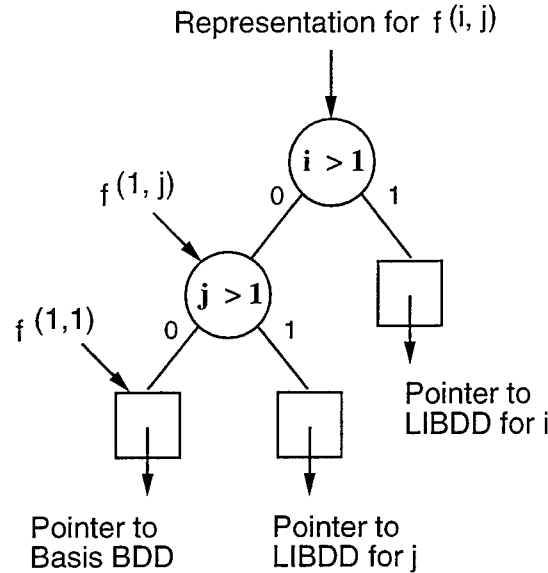 Representation for f (i, j)
i > 1
0
1
f (1, j)
j > 1
f (1,1)
0
1
Pointer to
LIBDD for i
Pointer to
Basis BDD
Pointer to
LIBDD for j